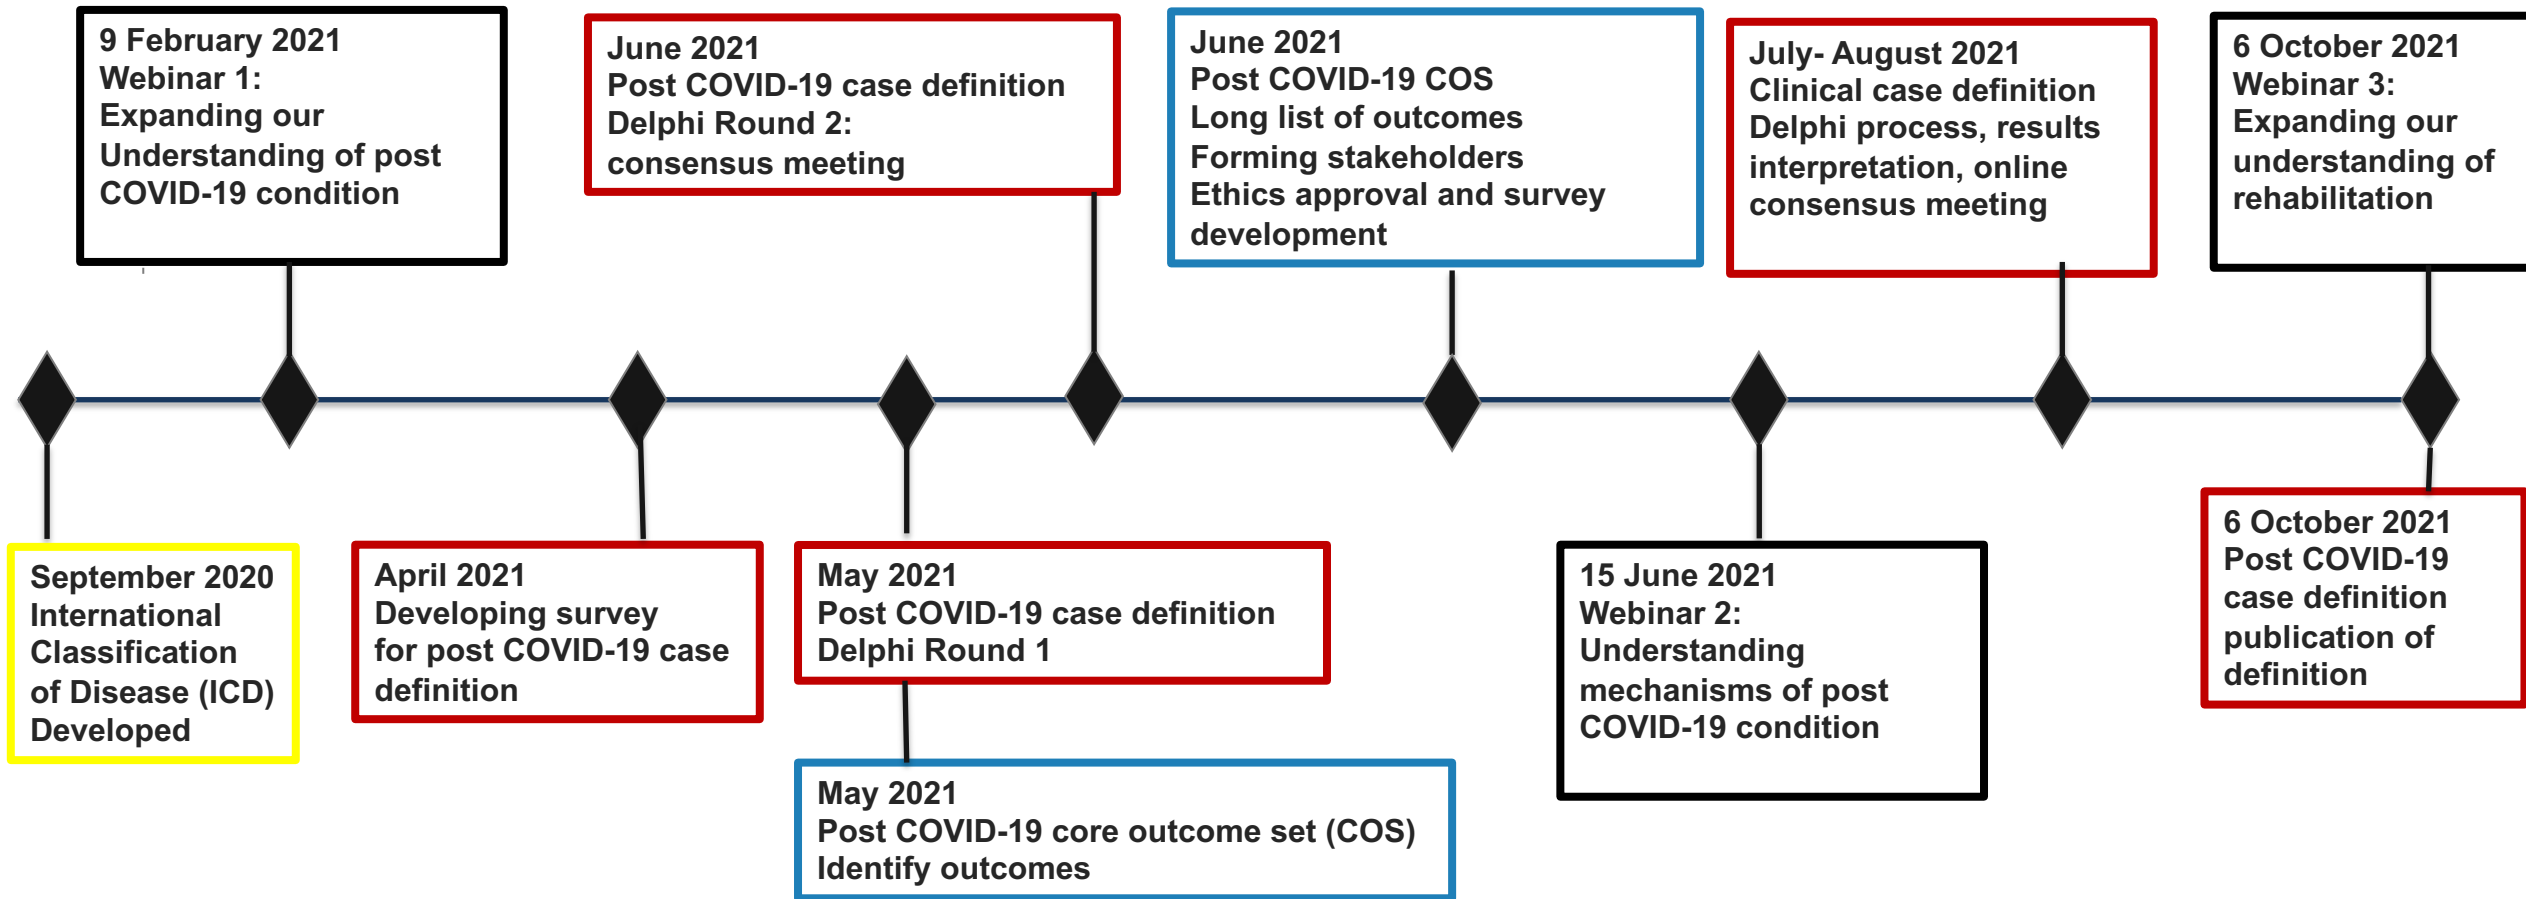 9 February 2021
Webinar 1:
Expanding our
Understanding of post
COVID-19 condition
June 2021
Post COVID-19 case definition
Delphi Round 2:
consensus meeting
June 2021
Post COVID-19 COS
Long list of outcomes
Forming stakeholders
Ethics approval and survey
development
July- August 2021
Clinical case definition
Delphi process, results
interpretation, online
consensus meeting
6 October 2021
Webinar 3:
Expanding our
understanding of
rehabilitation
September 2020
International
Classification
of Disease (ICD)
Developed
April 2021
Developing survey
for post COVID-19 case
definition
May 2021
Post COVID-19 case definition
Delphi Round 1
May 2021
Post COVID-19 core outcome set (COS)
Identify outcomes
15 June 2021
Webinar 2:
Understanding
mechanisms of post
COVID-19 condition
6 October 2021
Post COVID-19
case definition
publication of
definition